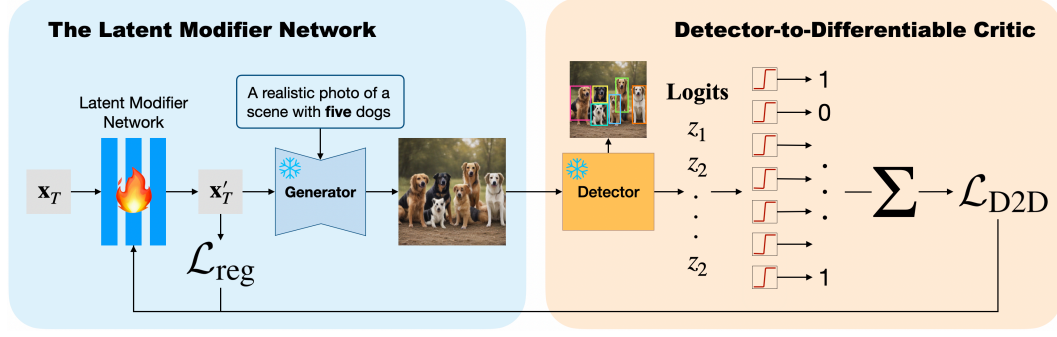 The Latent Modifier Network
Detector-to-Differentiable Critic
A realistic photo of a
scene with five dogs
Latent Modifier
Network
x_T
x'_T
Generator
ℒ_reg
Detector
Logits
z_1
z_2
.
.
.
z_2
1
0
.
.
.
1
Σ
ℒ_D2D